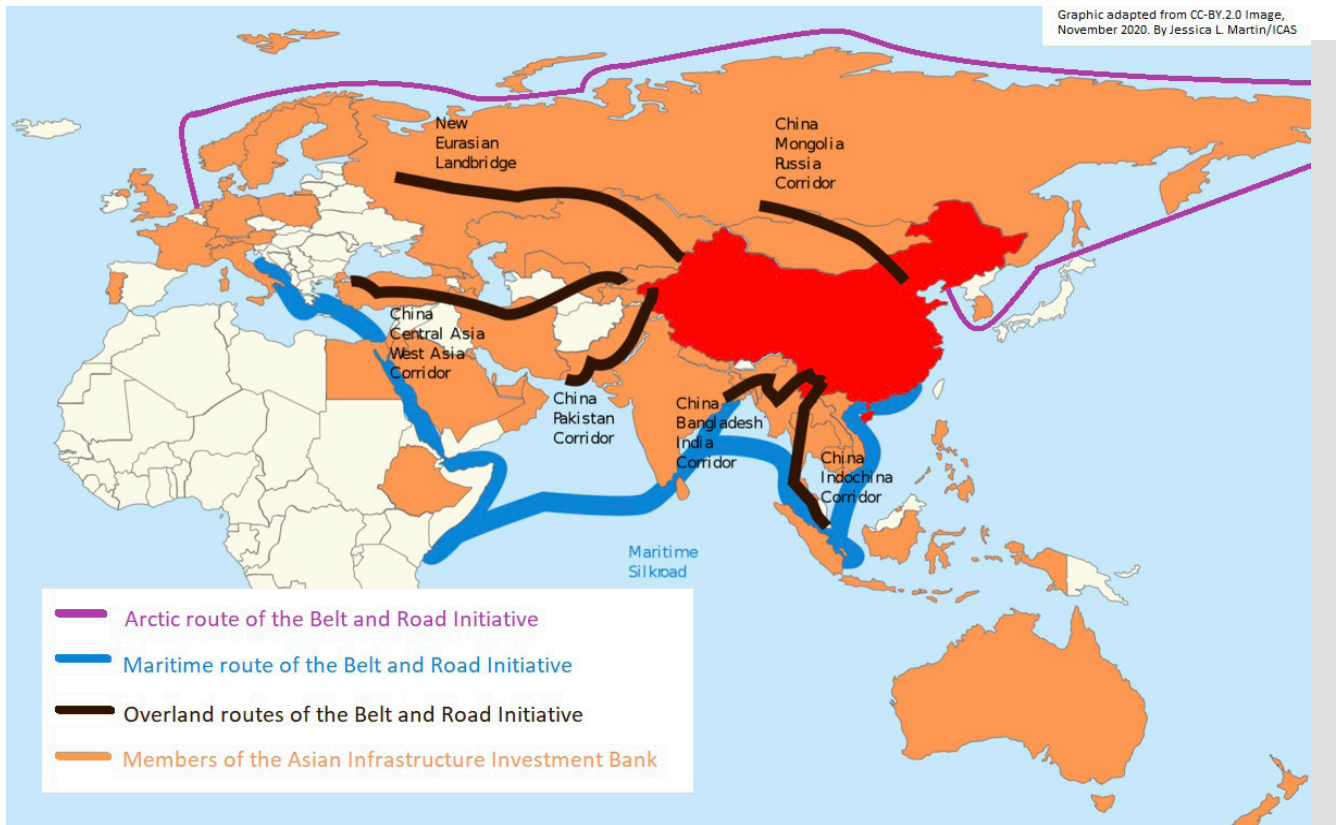 Graphic adapted from CC-BY.2.0 Image,
November 2020. By Jessica L. Martin/ICAS
New
Eurasian
Landbridge
China
Mongolia
Russia
Corridor
China
Central Asia
West Asia
Corridor
China
Pakistan
Corridor
China
Bangladesh
India
Corridor
China
Indochina
Corridor
Maritime
Silkroad
Arctic route of the Belt and Road Initiative
Maritime route of the Belt and Road Initiative
Overland routes of the Belt and Road Initiative
Members of the Asian Infrastructure Investment Bank